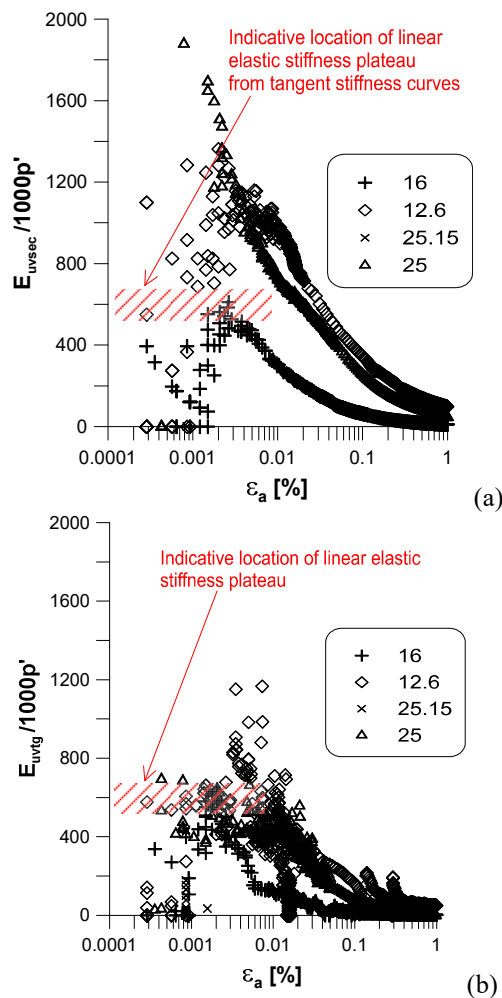 2000
1600
1200
800
400
0
E_uvsec /1000p'
Indicative location of linear
elastic stiffness plateau
from tangent stiffness curves
16
12.6
25.15
25
0.0001 0.001 0.01 0.1 1
εa [%]
(a)
2000
1600
1200
800
400
0
E_uvtg /1000p'
Indicative location of linear elastic
stiffness plateau
16
12.6
25.15
25
0.0001 0.001 0.01 0.1 1
εa [%]
(b)